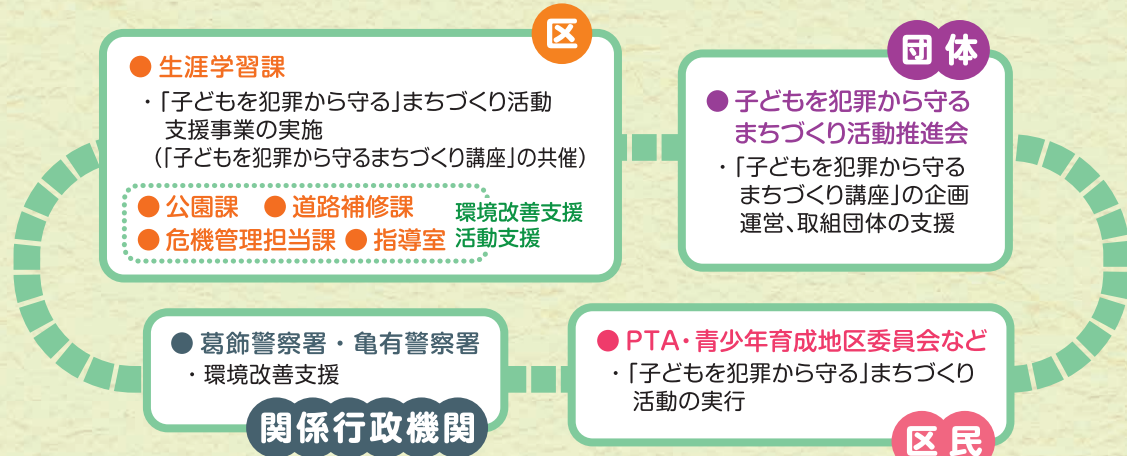 区
● 生涯学習課
・「子どもを犯罪から守る」まちづくり活動
支援事業の実施
（「子どもを犯罪から守るまちづくり講座」の共催）
● 公園課 ● 道路補修課
● 危機管理担当課 ● 指導室
環境改善支援
活動支援
団体
● 子どもを犯罪から守る
まちづくり活動推進会
・「子どもを犯罪から守る
まちづくり講座」の企画
運営、取組団体の支援
● 葛飾警察署・亀有警察署
・環境改善支援
関係行政機関
● PTA・青少年育成地区委員会など
・「子どもを犯罪から守る」まちづくり
活動の実行
区民